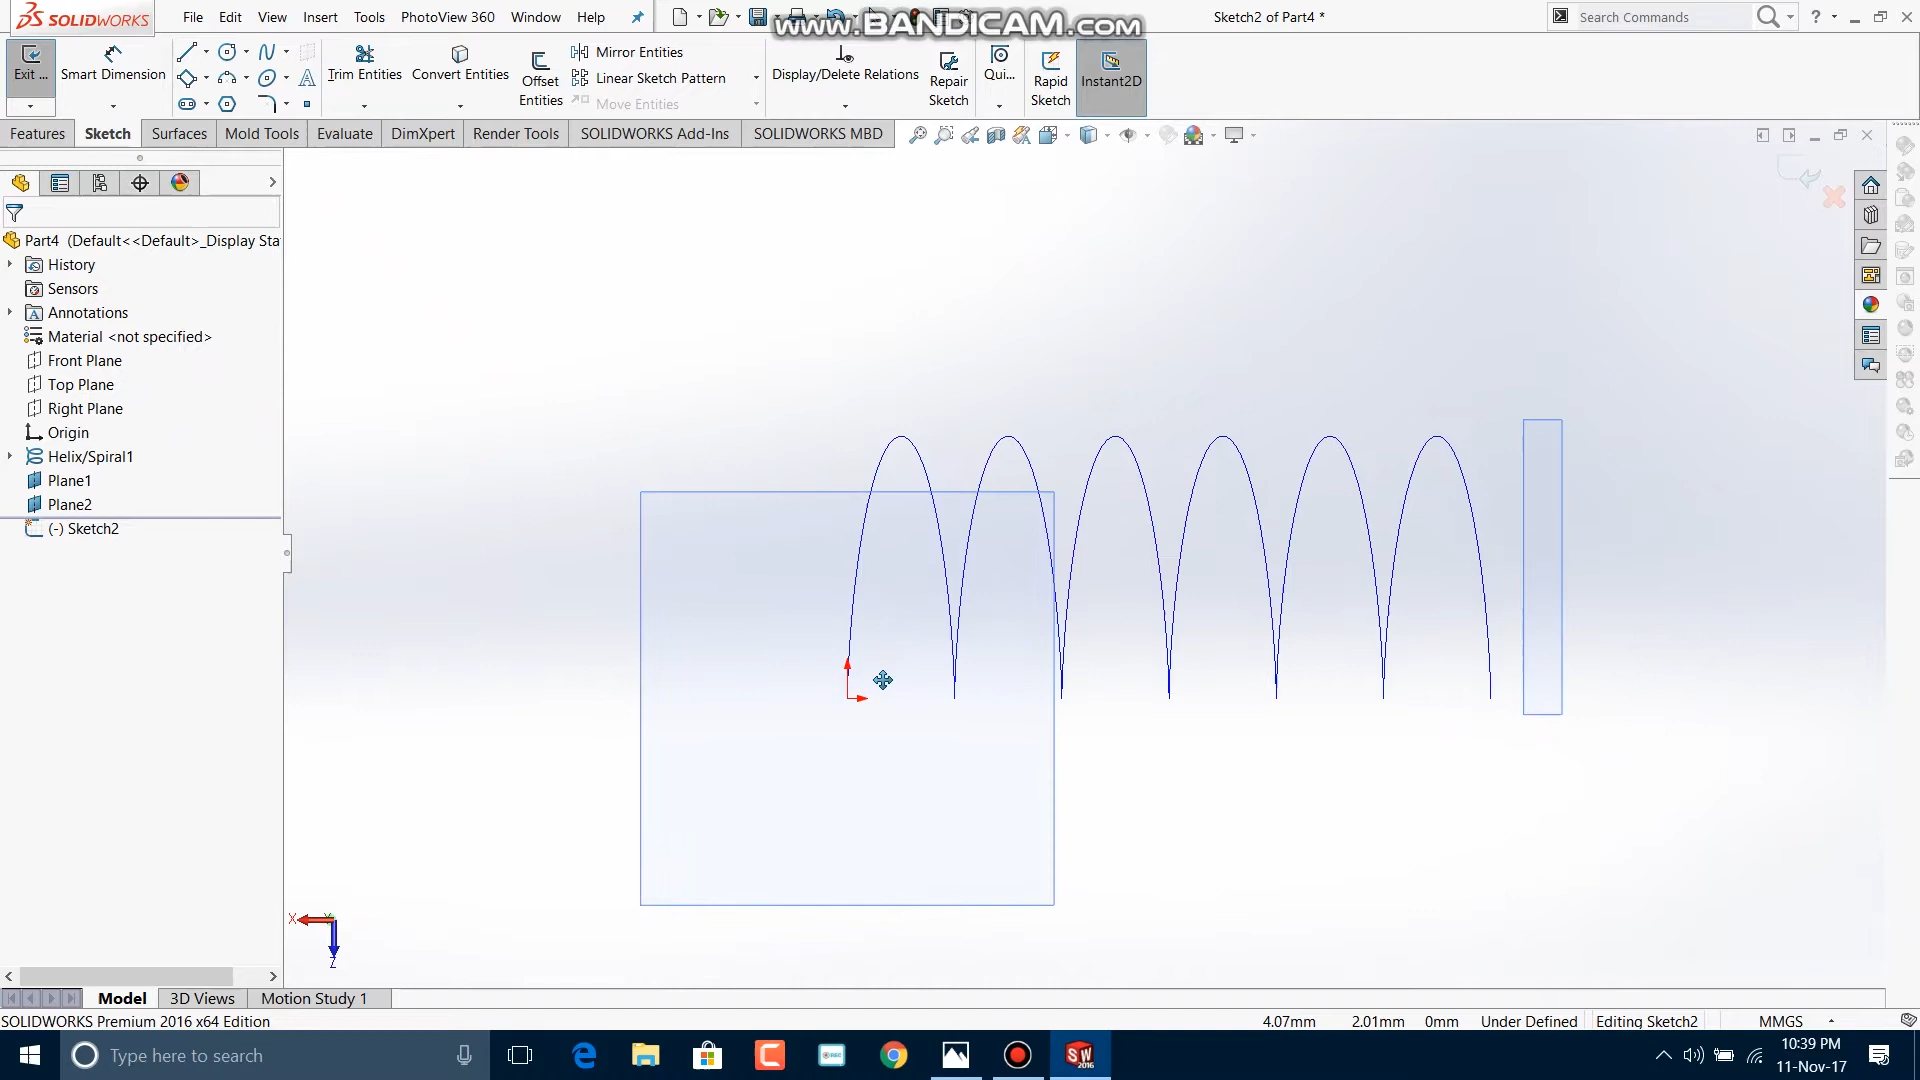 SOLIDWORKS
File Edit View Insert Tools PhotoView 360 Window Help
www.BANDICAM.com
Sketch2 of Part4 *
Search Commands
?
Exit ...
Smart Dimension
Trim Entities
Convert Entities
Offset
Entities
Mirror Entities
Linear Sketch Pattern
Move Entities
Display/Delete Relations
Repair
Sketch
Qui...
Rapid
Sketch
Instant2D
Features Sketch Surfaces Mold Tools Evaluate DimXpert Render Tools SOLIDWORKS Add-Ins SOLIDWORKS MBD
Part4 (Default<<Default>_Display Sta
History
Sensors
A Annotations
Material <not specified>
Front Plane
Top Plane
Right Plane
Origin
Helix/Spiral1
Plane1
Plane2
(-) Sketch2
X
Y
Z
Model 3D Views Motion Study 1
SOLIDWORKS Premium 2016 x64 Edition
4.07mm 2.01mm 0mm Under Defined Editing Sketch2 MMGS
Type here to search
SW
2016
10:39 PM
11-Nov-17